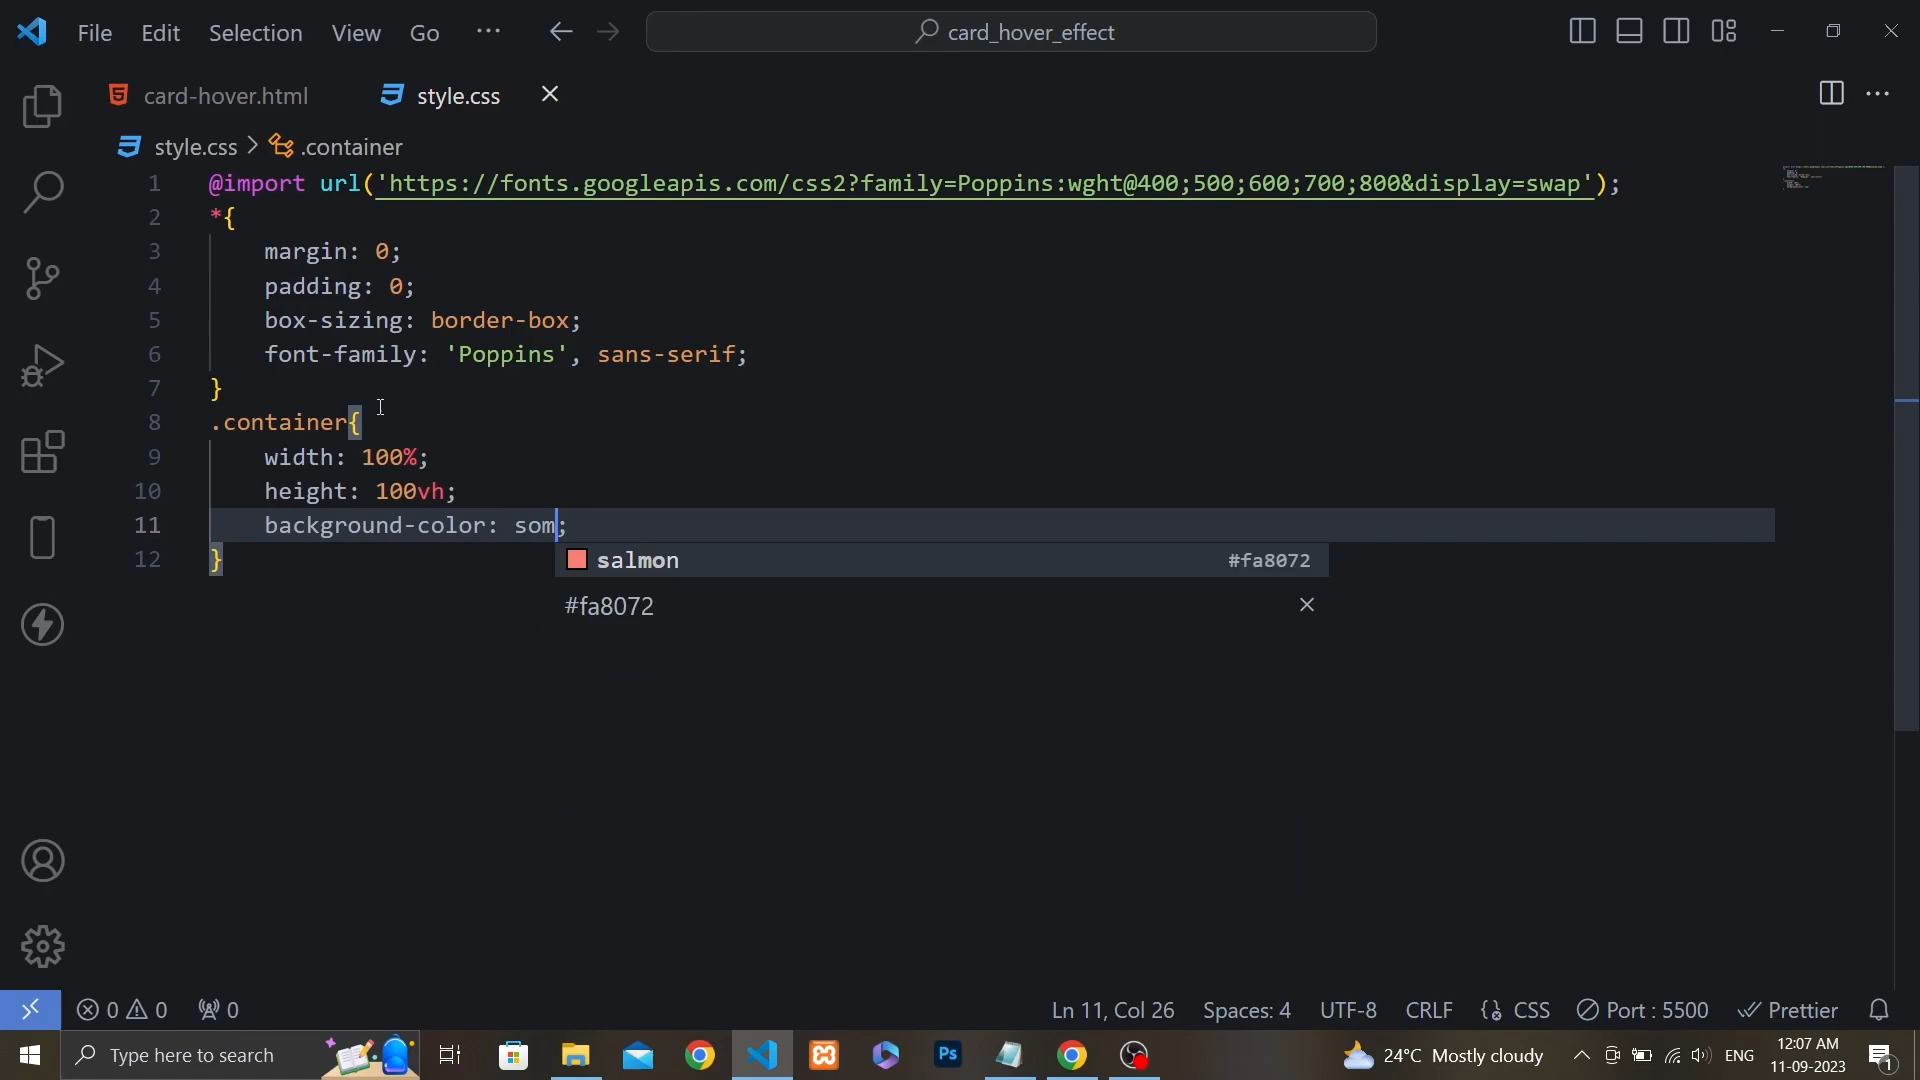 File Edit Selection View Go ··· card_hover_effect
card-hover.html style.css
style.css > .container
1 @import url('https://fonts.googleapis.com/css2?family=Poppins:wght@400;500;600;700;800&display=swap');
2 *{
3 margin: 0;
4 padding: 0;
5 box-sizing: border-box;
6 font-family: 'Poppins', sans-serif;
7 }
8 .container{
9 width: 100%;
10 height: 100vh;
11 background-color: som;
12 }
salmon #fa8072
#fa8072
0 0 0 Ln 11, Col 26 Spaces: 4 UTF-8 CRLF {} CSS Port : 5500 Prettier
Type here to search Ps 24°C Mostly cloudy ENG 12:07 AM
11-09-2023 1